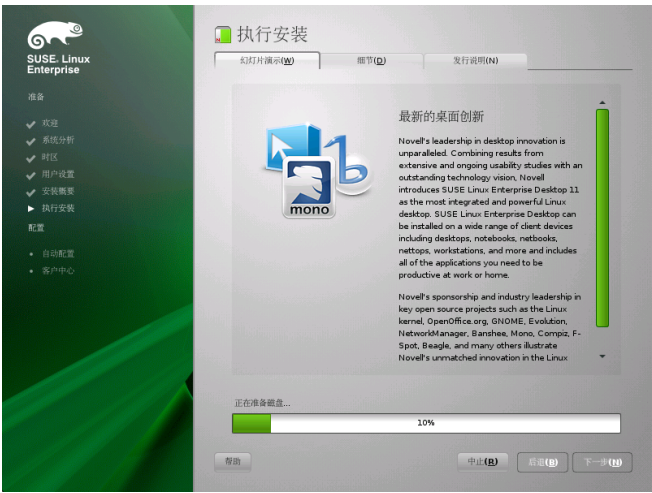 SUSE. Linux
Enterprise
准备
欢迎
系统分析
时区
用户设置
安装概要
执行安装
配置
自动配置
客户中心
执行安装
幻灯片演示(W)
细节(D)
发行说明(N)
mono
最新的桌面创新
Novell's leadership in desktop innovation is
unparalleled. Combining results from
extensive and ongoing usability studies with an
outstanding technology vision, Novell
introduces SUSE Linux Enterprise Desktop 11
as the most integrated and powerful Linux
desktop. SUSE Linux Enterprise Desktop can
be installed on a wide range of client devices
including desktops, notebooks, netbooks,
nettops, workstations, and more and includes
all of the applications you need to be
productive at work or home.
Novell's sponsorship and industry leadership in
key open source projects such as the Linux
kernel, OpenOffice.org, GNOME, Evolution,
NetworkManager, Banshee, Mono, Compiz, F-
Spot, Beagle, and many others illustrate
Novell's unmatched innovation in the Linux
正在准备磁盘...
10%
帮助
中止(R)
后退(B)
下一步(N)